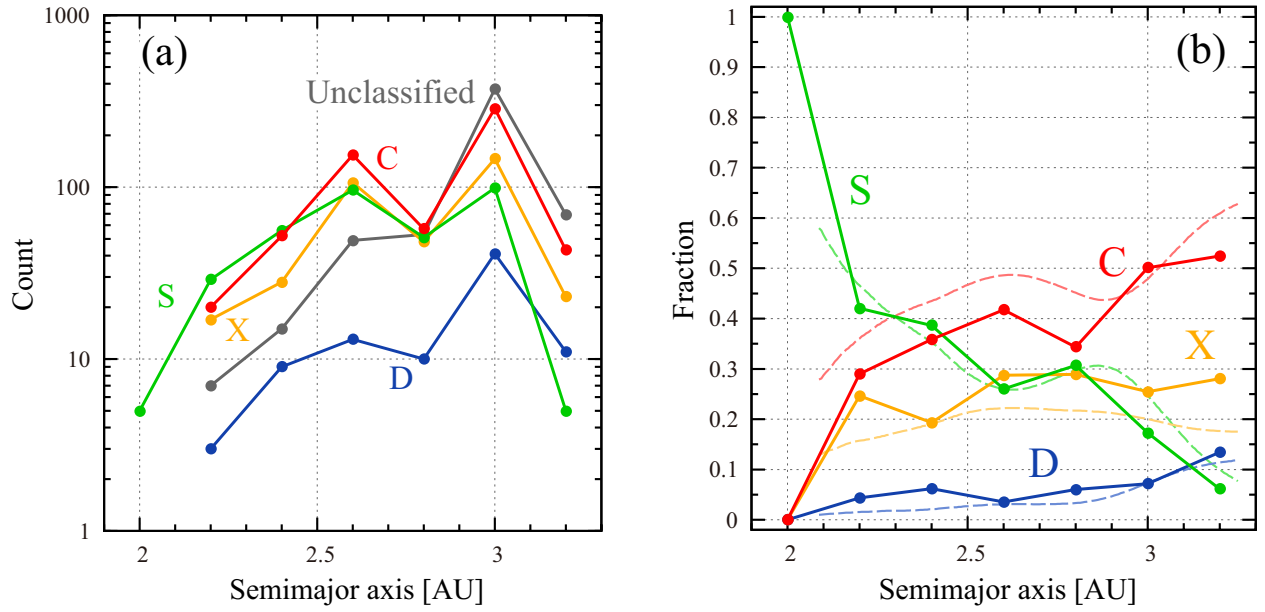 (a)
1000
100
10
1
Count
Unclassified
C
S
X
D
2
2.5
3
Semimajor axis [AU]
(b)
1
0.9
0.8
0.7
0.6
0.5
0.4
0.3
0.2
0.1
0
Fraction
S
C
X
D
2
2.5
3
Semimajor axis [AU]